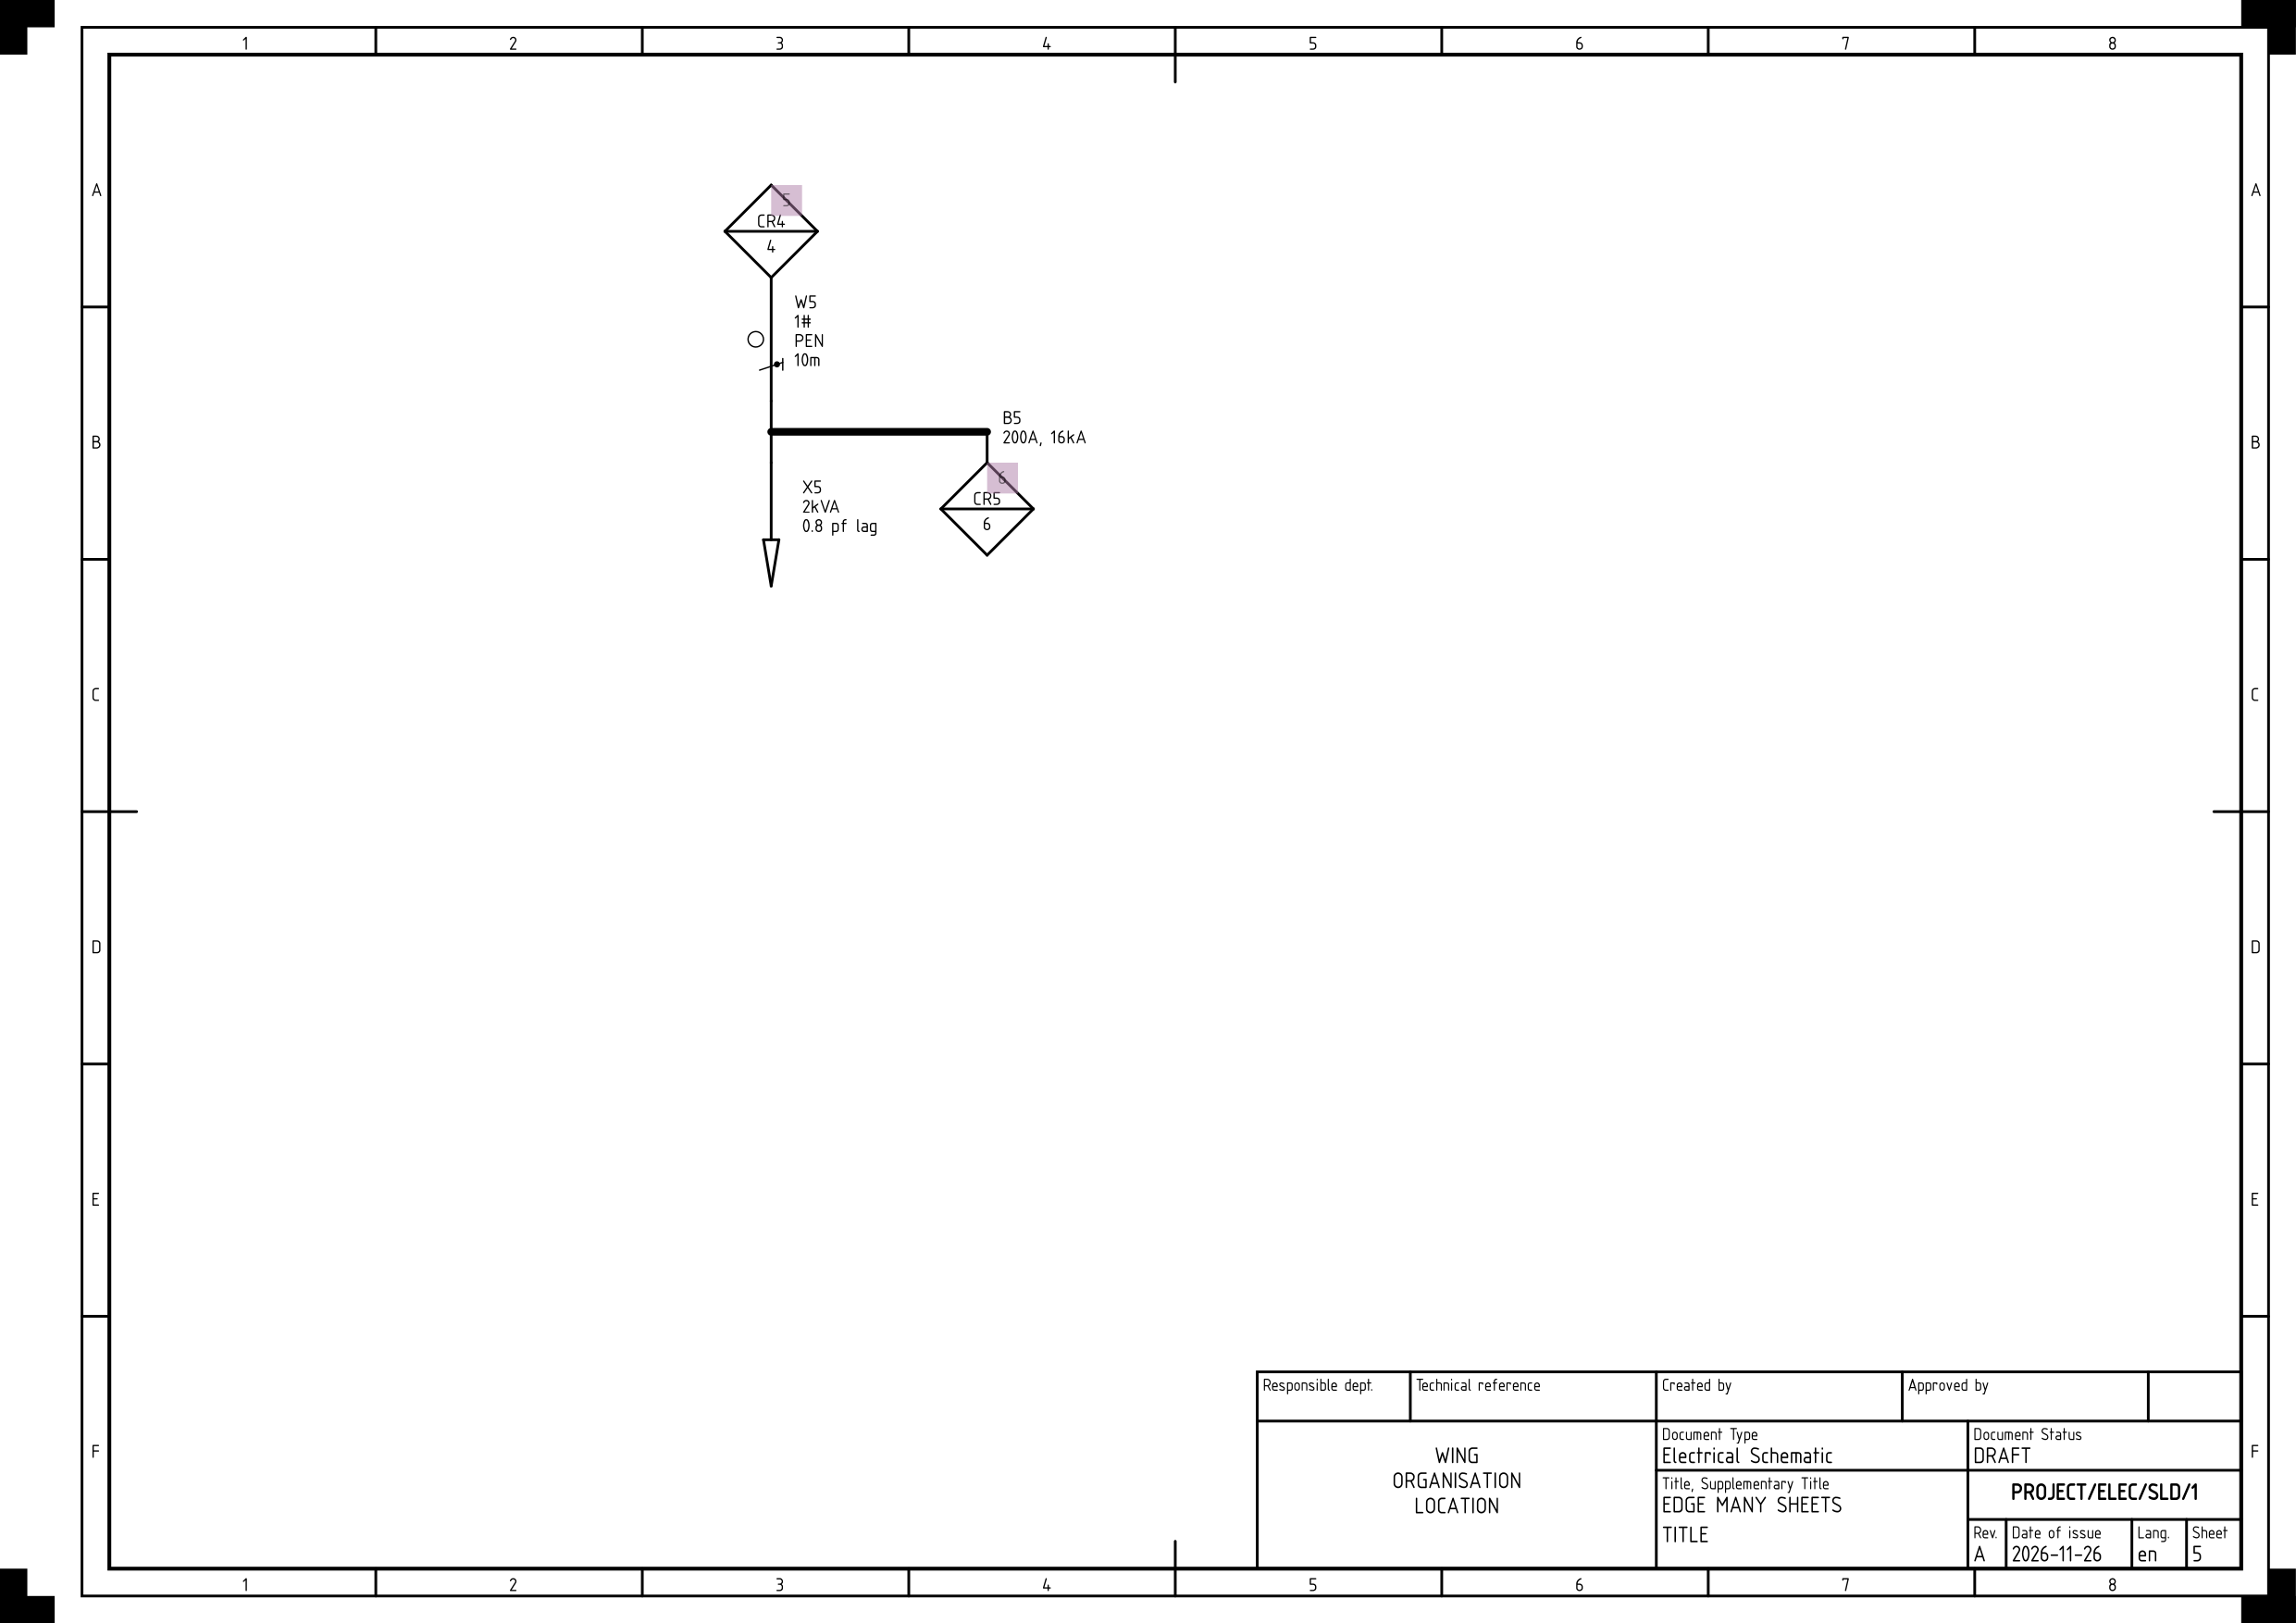 1 2 3 4 5 6 7 8
A A
5
CR4
4
W5
1#
PEN
10m
B5
200A, 16kA
B B
X5
2kVA
0.8 pf lag
6
CR5
6
C C
D D
E E
Responsible dept. Technical reference Created by Approved by
Document Type
Electrical Schematic
Document Status
DRAFT
F F
WING
ORGANISATION
LOCATION
Title, Supplementary Title
EDGE MANY SHEETS
TITLE
PROJECT/ELEC/SLD/1
Rev. Date of issue Lang. Sheet
A 2026-11-26 en 5
1 2 3 4 5 6 7 8